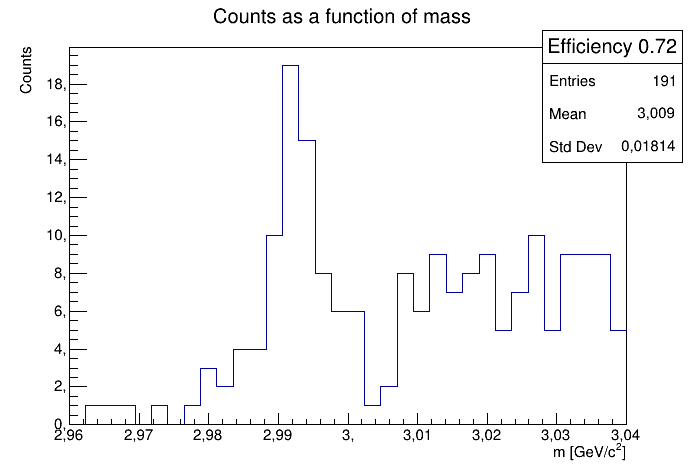 Counts as a function of mass
Efficiency 0.72
Entries 191
Mean 3,009
Std Dev 0,01814
Counts
18,
16,
14,
12,
10,
8,
6,
4,
2,
0,
2,96 2,97 2,98 2,99 3, 3,01 3,02 3,03 3,04
m [GeV/c²]